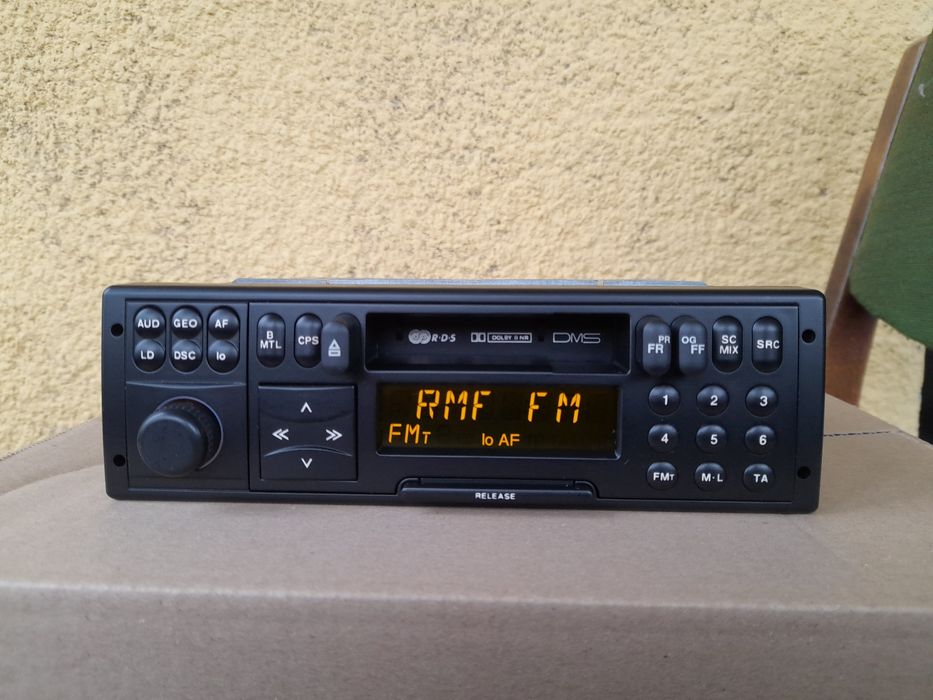 AUD GEO AF
LD DSC lo
B
MTL
CPS
R·D·S
DOLBY B NR
DMS
PR
FR
OG
FF
SC
MIX
SRC
RMF FM
FMT lo AF
1 2 3
4 5 6
FMT M·L TA
RELEASE